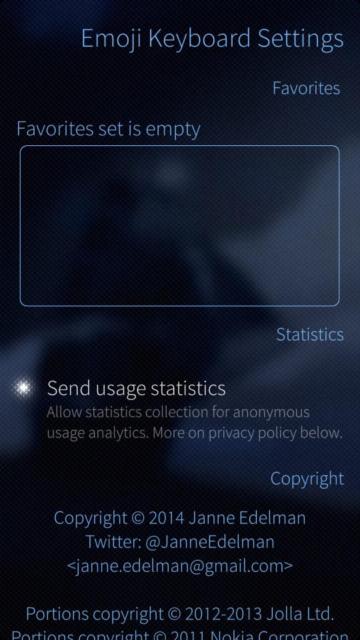 Emoji Keyboard Settings
Favorites
Favorites set is empty
Statistics
Send usage statistics
Allow statistics collection for anonymous
usage analytics. More on privacy policy below.
Copyright
Copyright © 2014 Janne Edelman
Twitter: @JanneEdelman
<janne.edelman@gmail.com>
Portions copyright © 2012-2013 Jolla Ltd.
Portions copyright © 2011 Nokia Corporation